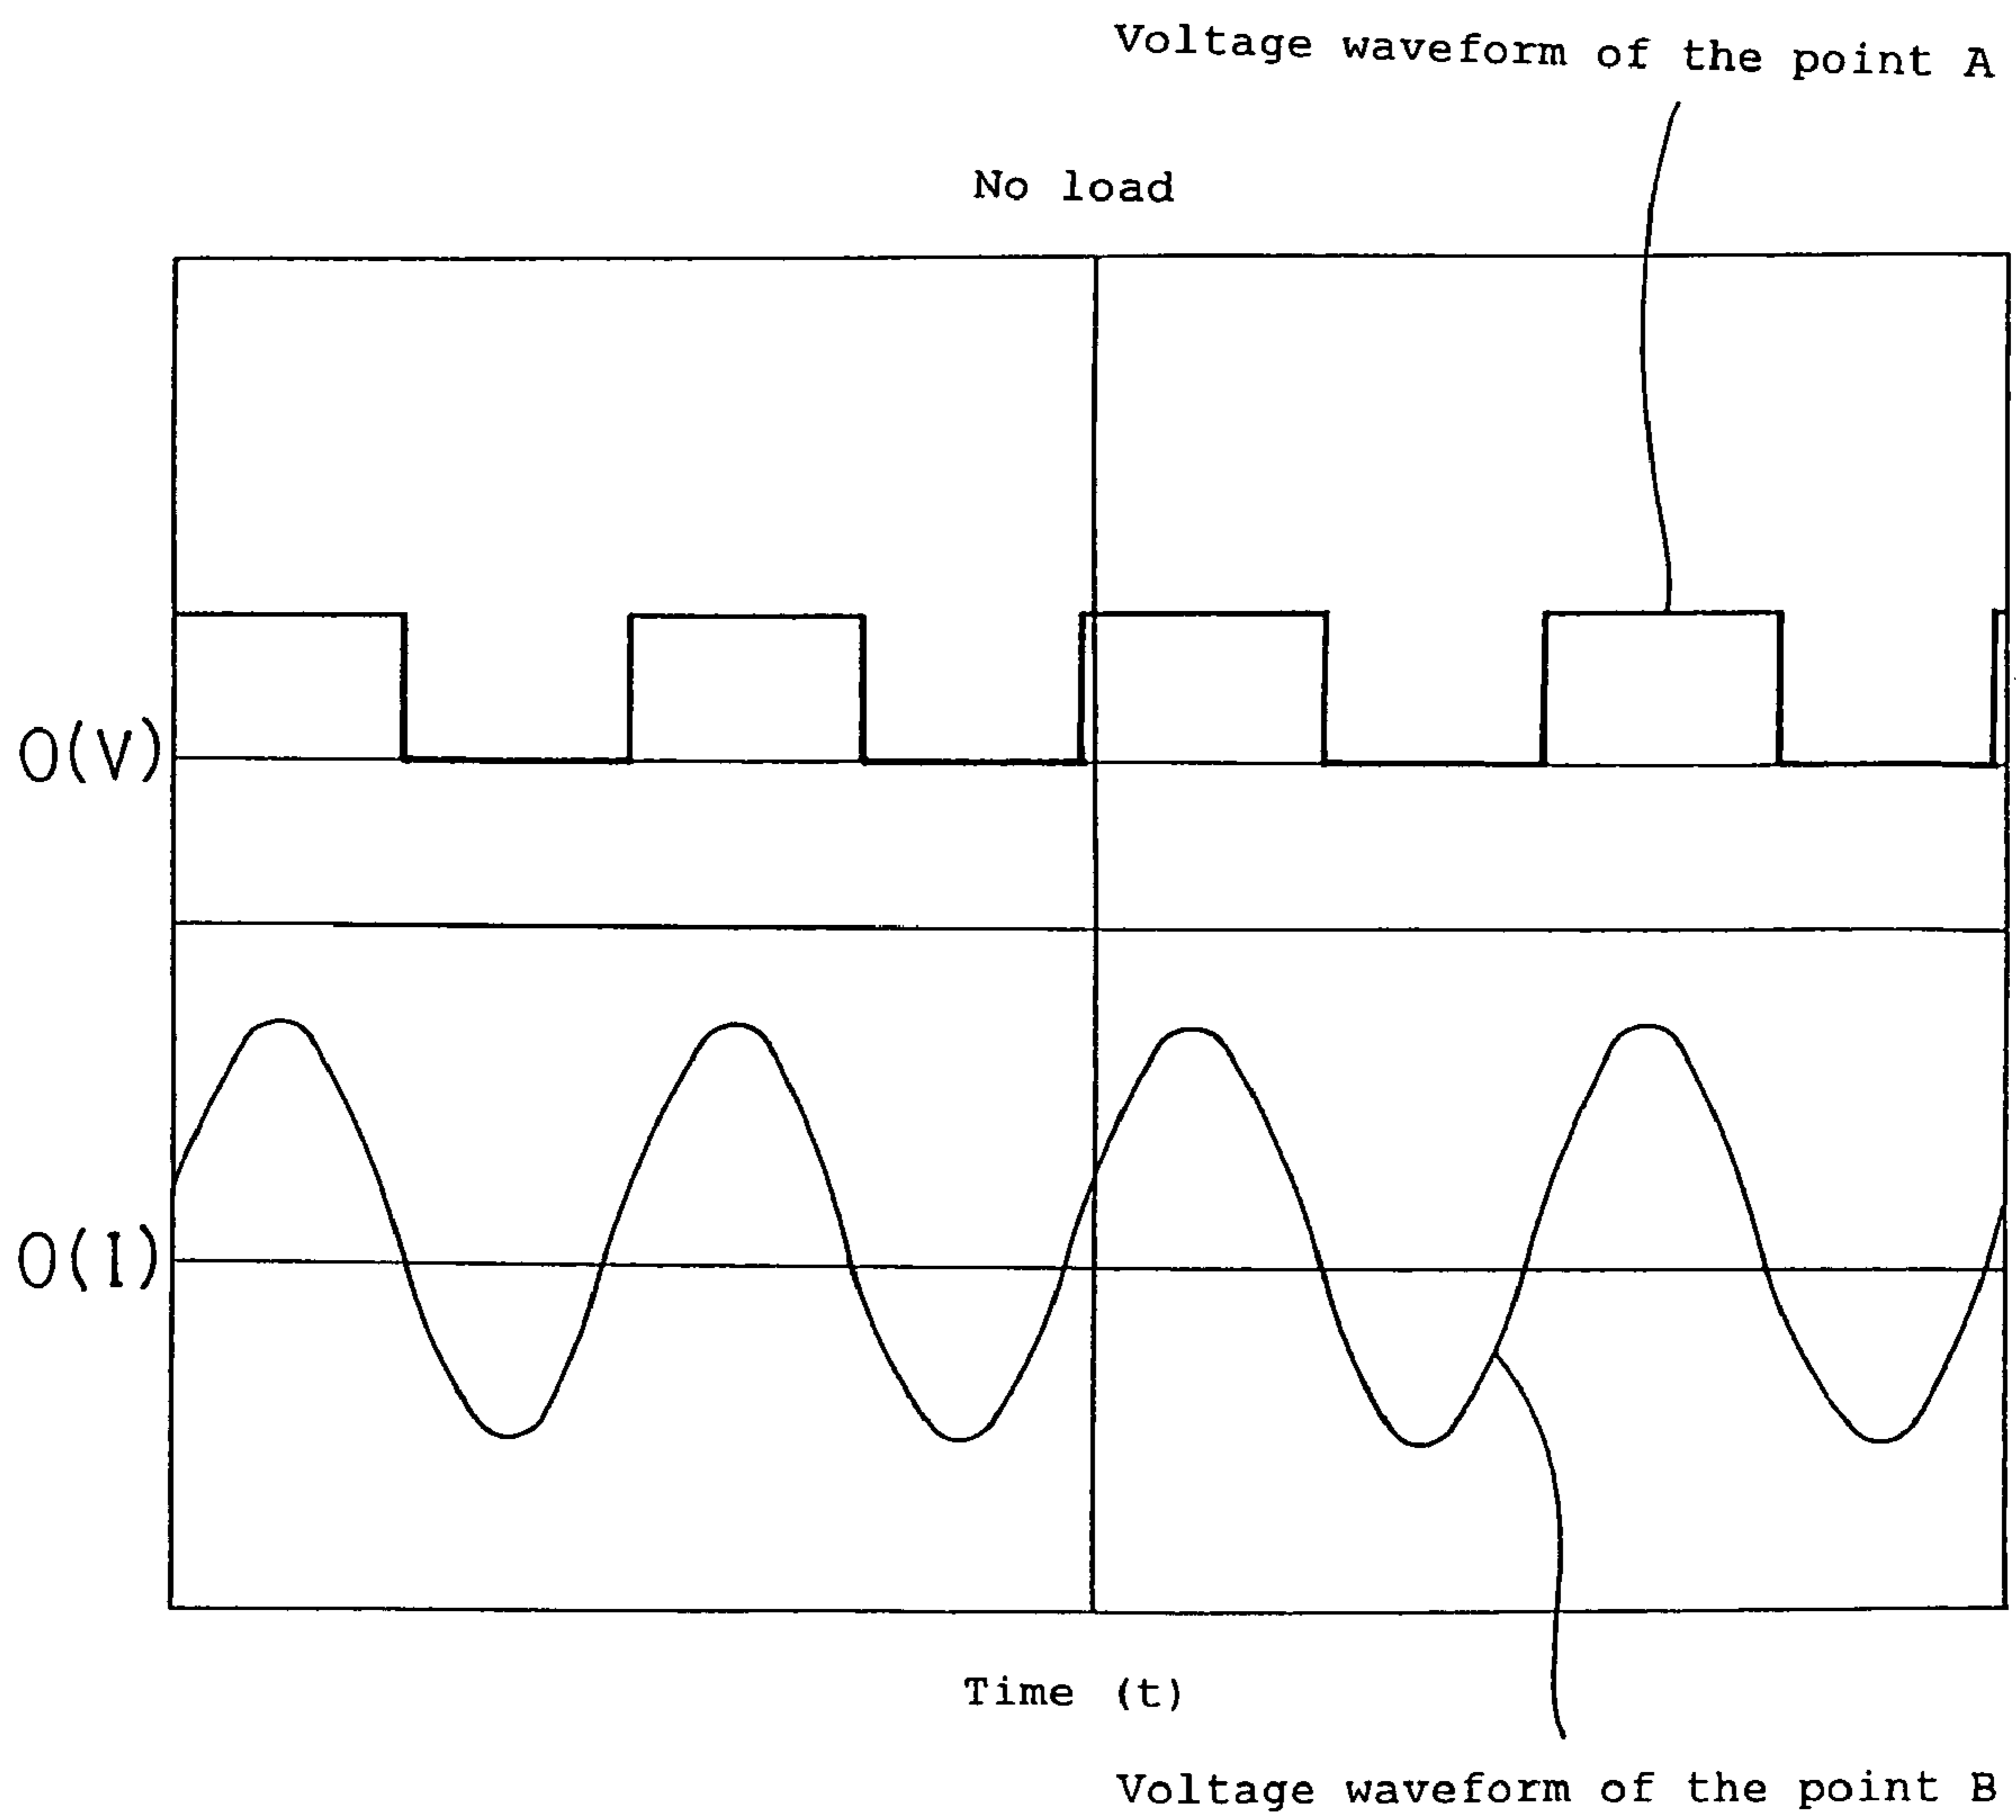 Voltage waveform of the point A
No load
0(V)
0(I)
Time (t)
Voltage waveform of the point B